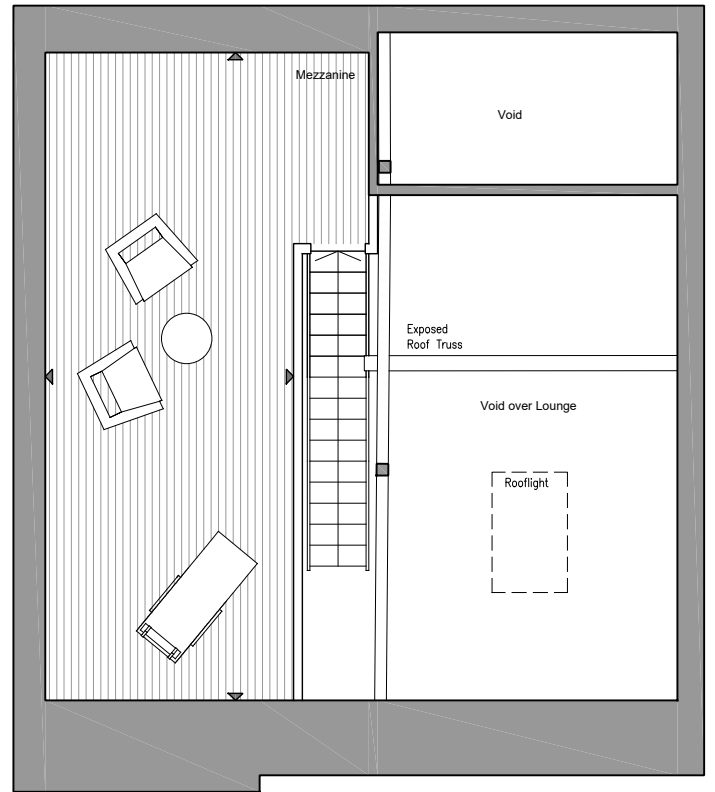 Mezzanine
Void
Exposed
Roof Truss
Void over Lounge
Rooflight